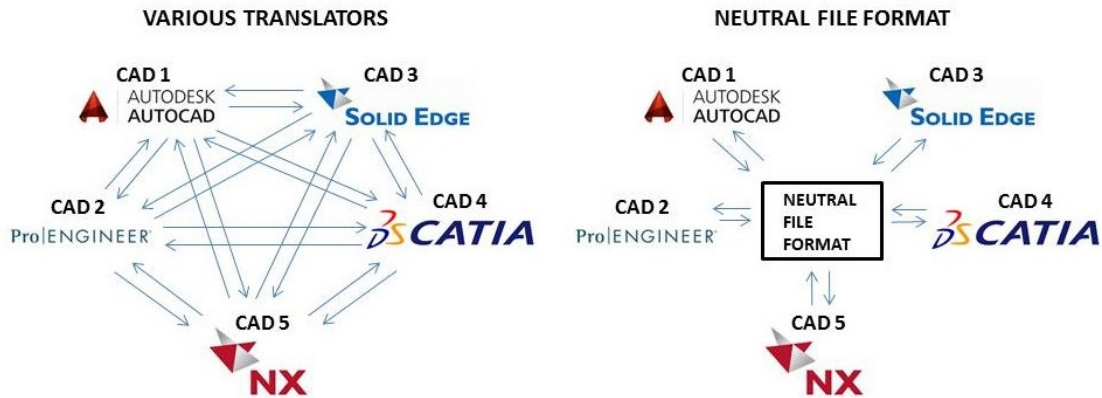 VARIOUS TRANSLATORS
CAD 1
AUTODESK
AUTOCAD
CAD 3
SOLID EDGE
CAD 2
Pro|ENGINEER
CAD 4
DS CATIA
CAD 5
NX
NEUTRAL FILE FORMAT
CAD 1
AUTODESK
AUTOCAD
CAD 3
SOLID EDGE
CAD 2
Pro|ENGINEER
NEUTRAL
FILE
FORMAT
CAD 4
DS CATIA
CAD 5
NX